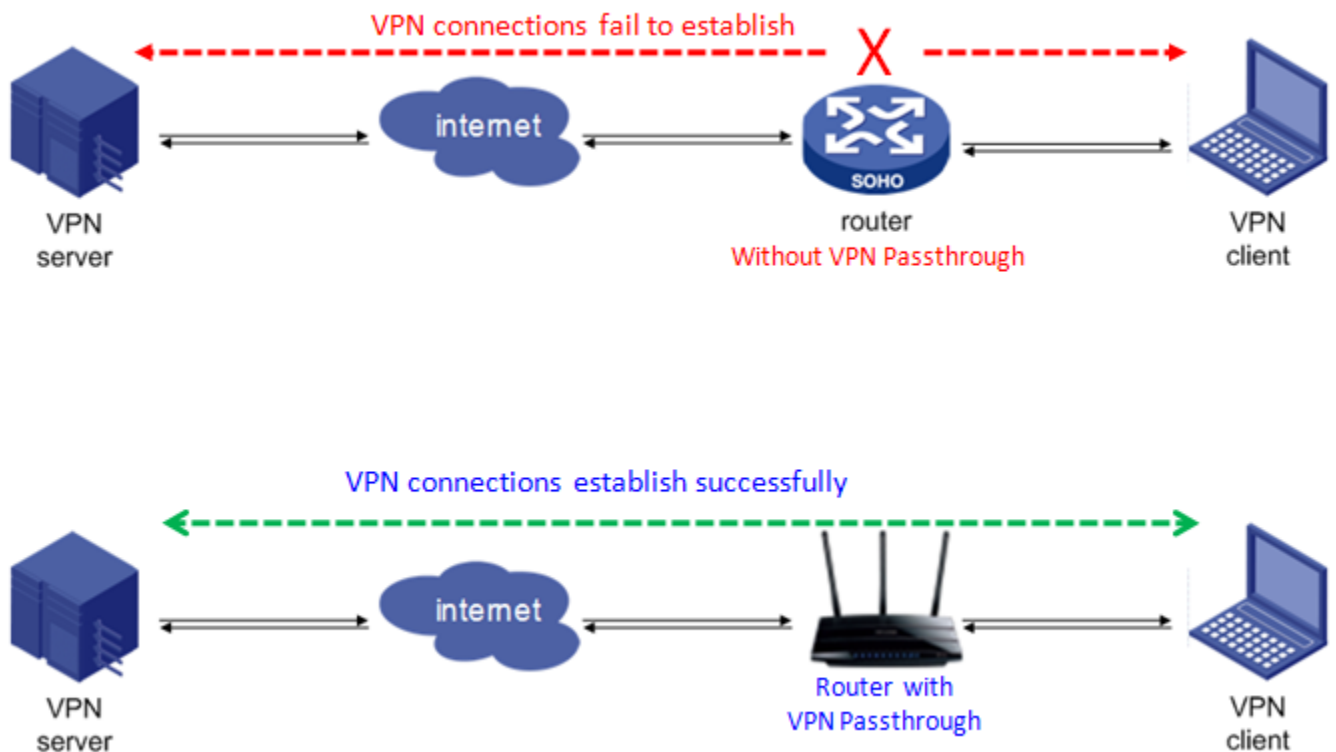 VPN connections fail to establish
X
internet
SOHO
VPN
server
router
Without VPN Passthrough
VPN
client
VPN connections establish successfully
internet
Router with
VPN Passthrough
VPN
server
VPN
client